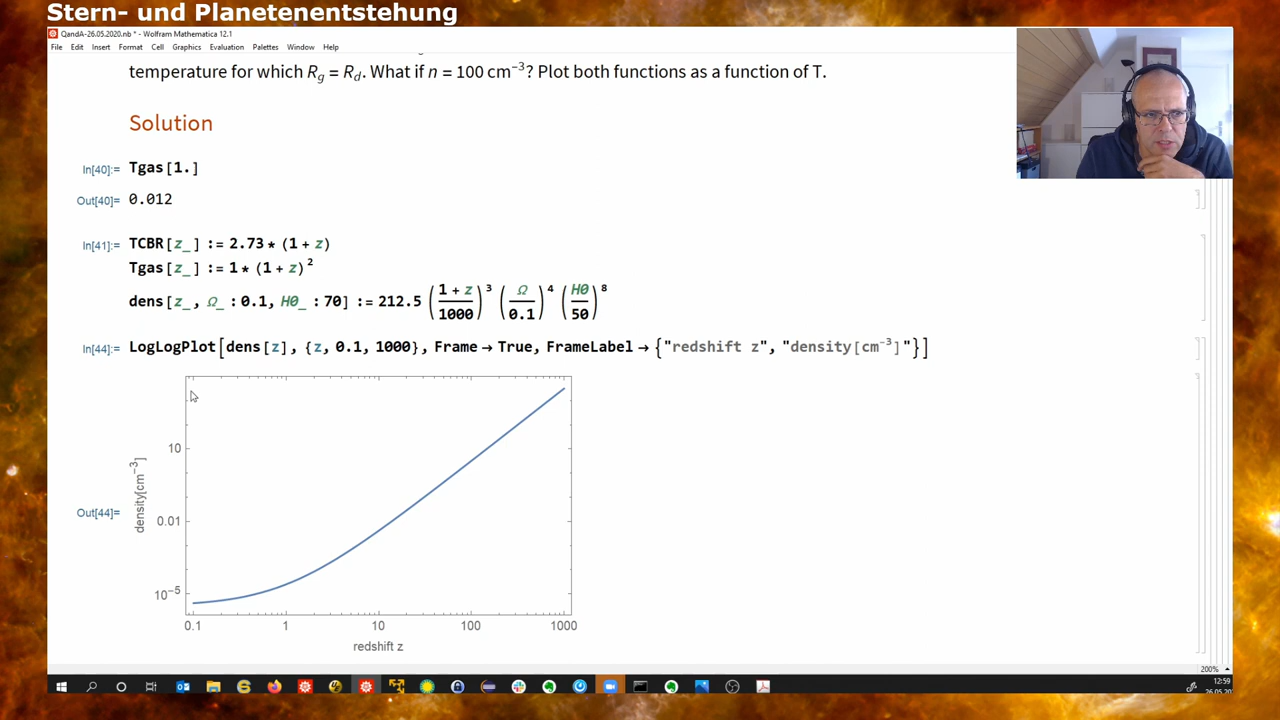 Stern- und Planetenentstehung
QandA-26.05.2020.nb * - Wolfram Mathematica 12.1
File Edit Insert Format Cell Graphics Evaluation Palettes Window Help
temperature for which R_g = R_d. What if n = 100 cm⁻³? Plot both functions as a function of T.
Solution
In[40]:= Tgas[1.]
Out[40]= 0.012
In[41]:= TCBR[z_] := 2.73 * (1 + z)
Tgas[z_] := 1 * (1 + z)²
dens[z_, Ω_ : 0.1, H0_ : 70] := 212.5 ((1 + z)/1000)³ (Ω/0.1)⁴ (H0/50)⁸
In[44]:= LogLogPlot[dens[z], {z, 0.1, 1000}, Frame → True, FrameLabel → {"redshift z", "density[cm⁻³]"}]
Out[44]=
density[cm⁻³]
10
0.01
10⁻⁵
0.1 1 10 100 1000
redshift z
200%
12:59